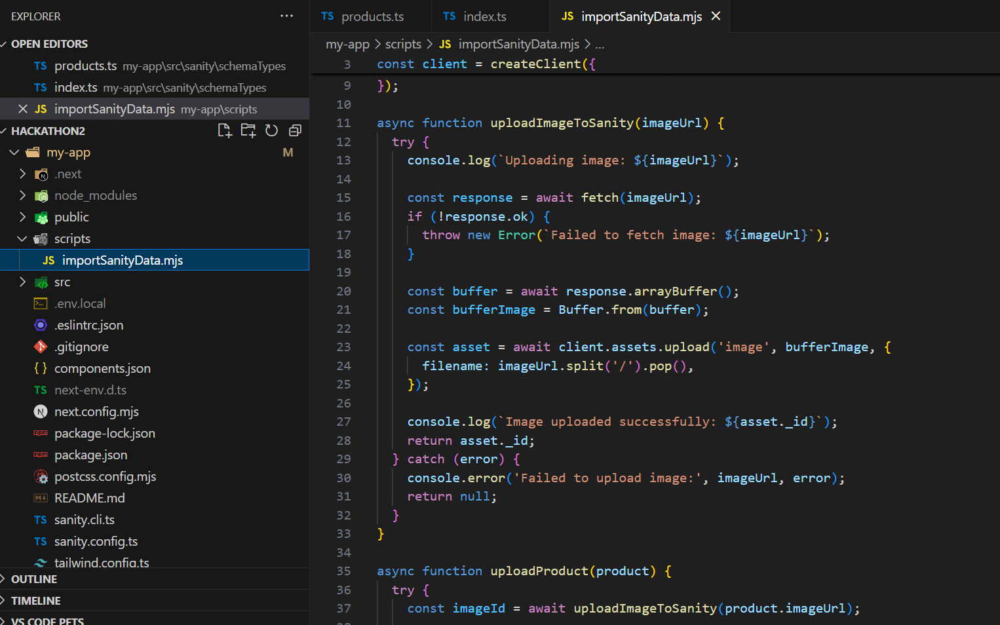 EXPLORER
OPEN EDITORS
TS products.ts my-app\src\sanity\schemaTypes
TS index.ts my-app\src\sanity\schemaTypes
JS importSanityData.mjs my-app\scripts
HACKATHON2
my-app M
.next
node_modules
public
scripts
JS importSanityData.mjs
src
.env.local
.eslintrc.json
.gitignore
components.json
TS next-env.d.ts
next.config.mjs
package-lock.json
package.json
postcss.config.mjs
README.md
TS sanity.cli.ts
TS sanity.config.ts
tailwind.config.ts
OUTLINE
TIMELINE
VS CODE PETS
TS products.ts TS index.ts JS importSanityData.mjs
my-app > scripts > JS importSanityData.mjs > ...
3 const client = createClient({
9 });
10
11 async function uploadImageToSanity(imageUrl) {
12 try {
13 console.log(`Uploading image: ${imageUrl}`);
14
15 const response = await fetch(imageUrl);
16 if (!response.ok) {
17 throw new Error(`Failed to fetch image: ${imageUrl}`);
18 }
19
20 const buffer = await response.arrayBuffer();
21 const bufferImage = Buffer.from(buffer);
22
23 const asset = await client.assets.upload('image', bufferImage, {
24 filename: imageUrl.split('/').pop(),
25 });
26
27 console.log(`Image uploaded successfully: ${asset._id}`);
28 return asset._id;
29 } catch (error) {
30 console.error('Failed to upload image:', imageUrl, error);
31 return null;
32 }
33 }
34
35 async function uploadProduct(product) {
36 try {
37 const imageId = await uploadImageToSanity(product.imageUrl);